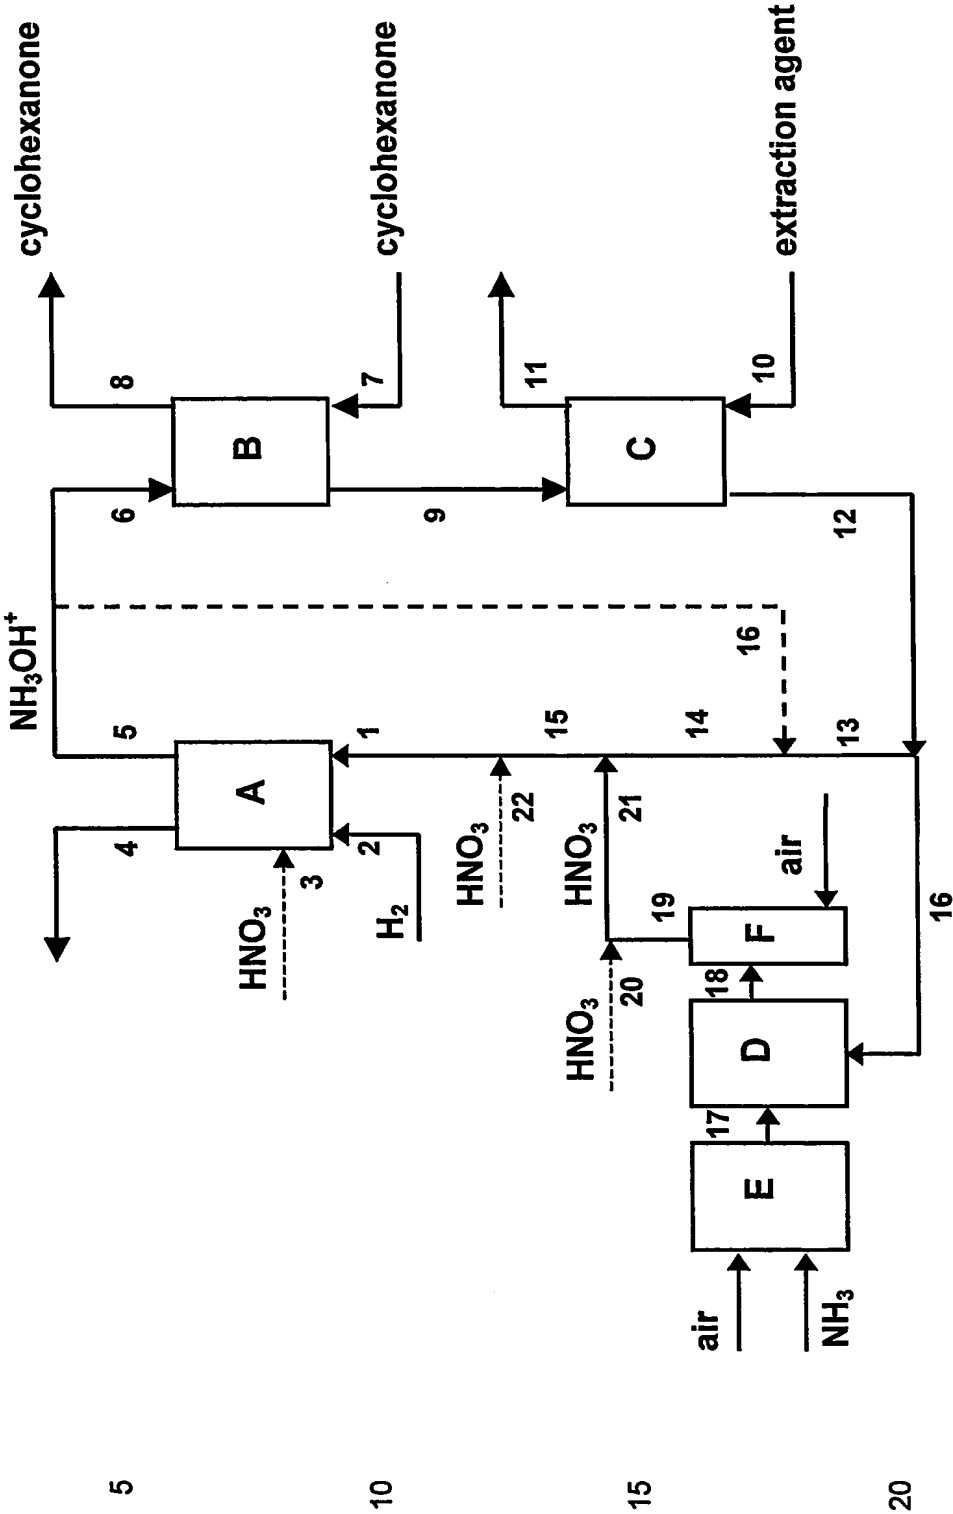 cyclohexanone
8
6
B
7
cyclohexanone
9
11
C
10
extraction agent
12
NH₃OH⁺
5
4
A
1
2
3
HNO₃
H₂
16
15
14
13
HNO₃
22
HNO₃
21
19
HNO₃
20
F
air
18
D
16
17
E
air
NH₃
5
10
15
20